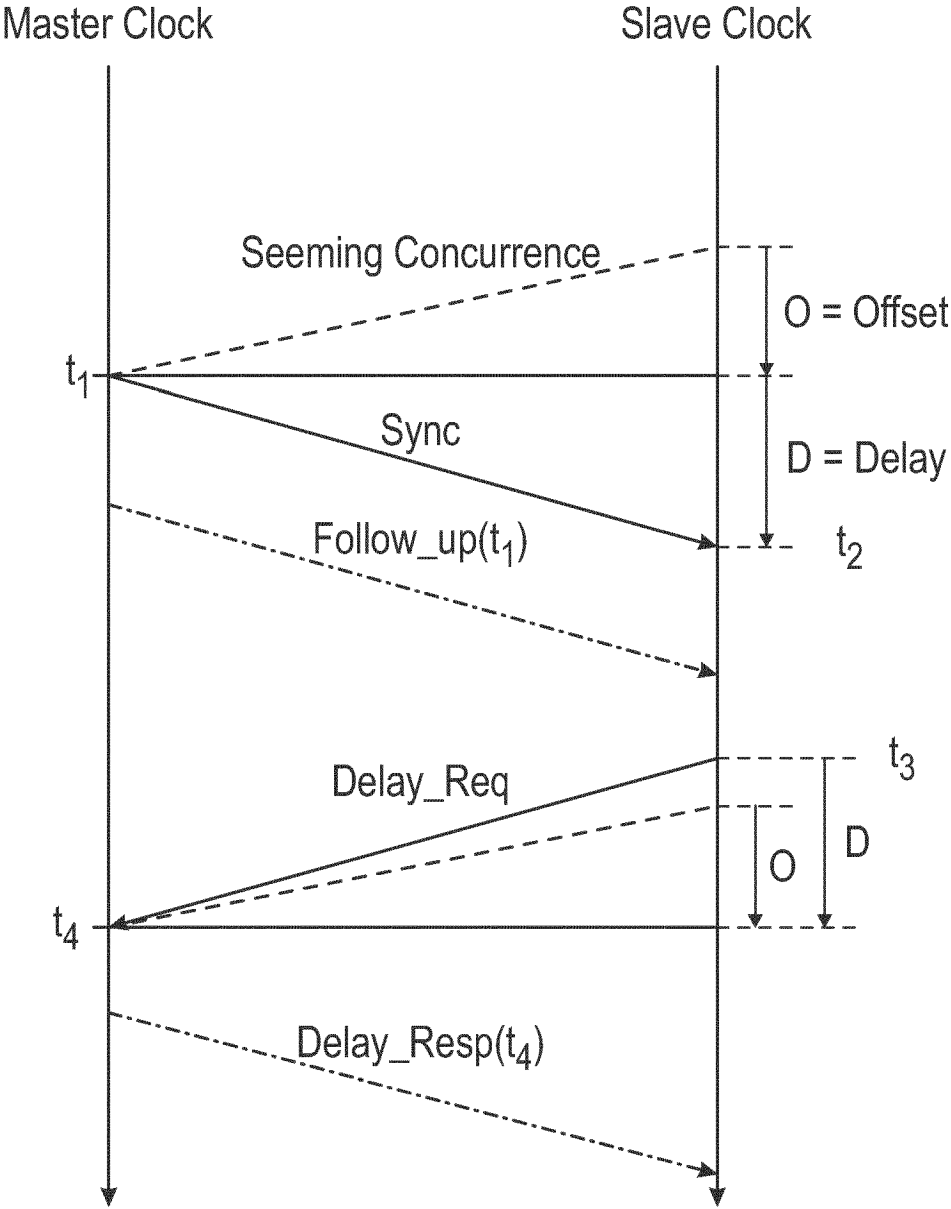 Master Clock
Slave Clock
Seeming Concurrence
O = Offset
t1
Sync
D = Delay
Follow_up(t1)
t2
t3
Delay_Req
D
O
t4
Delay_Resp(t4)